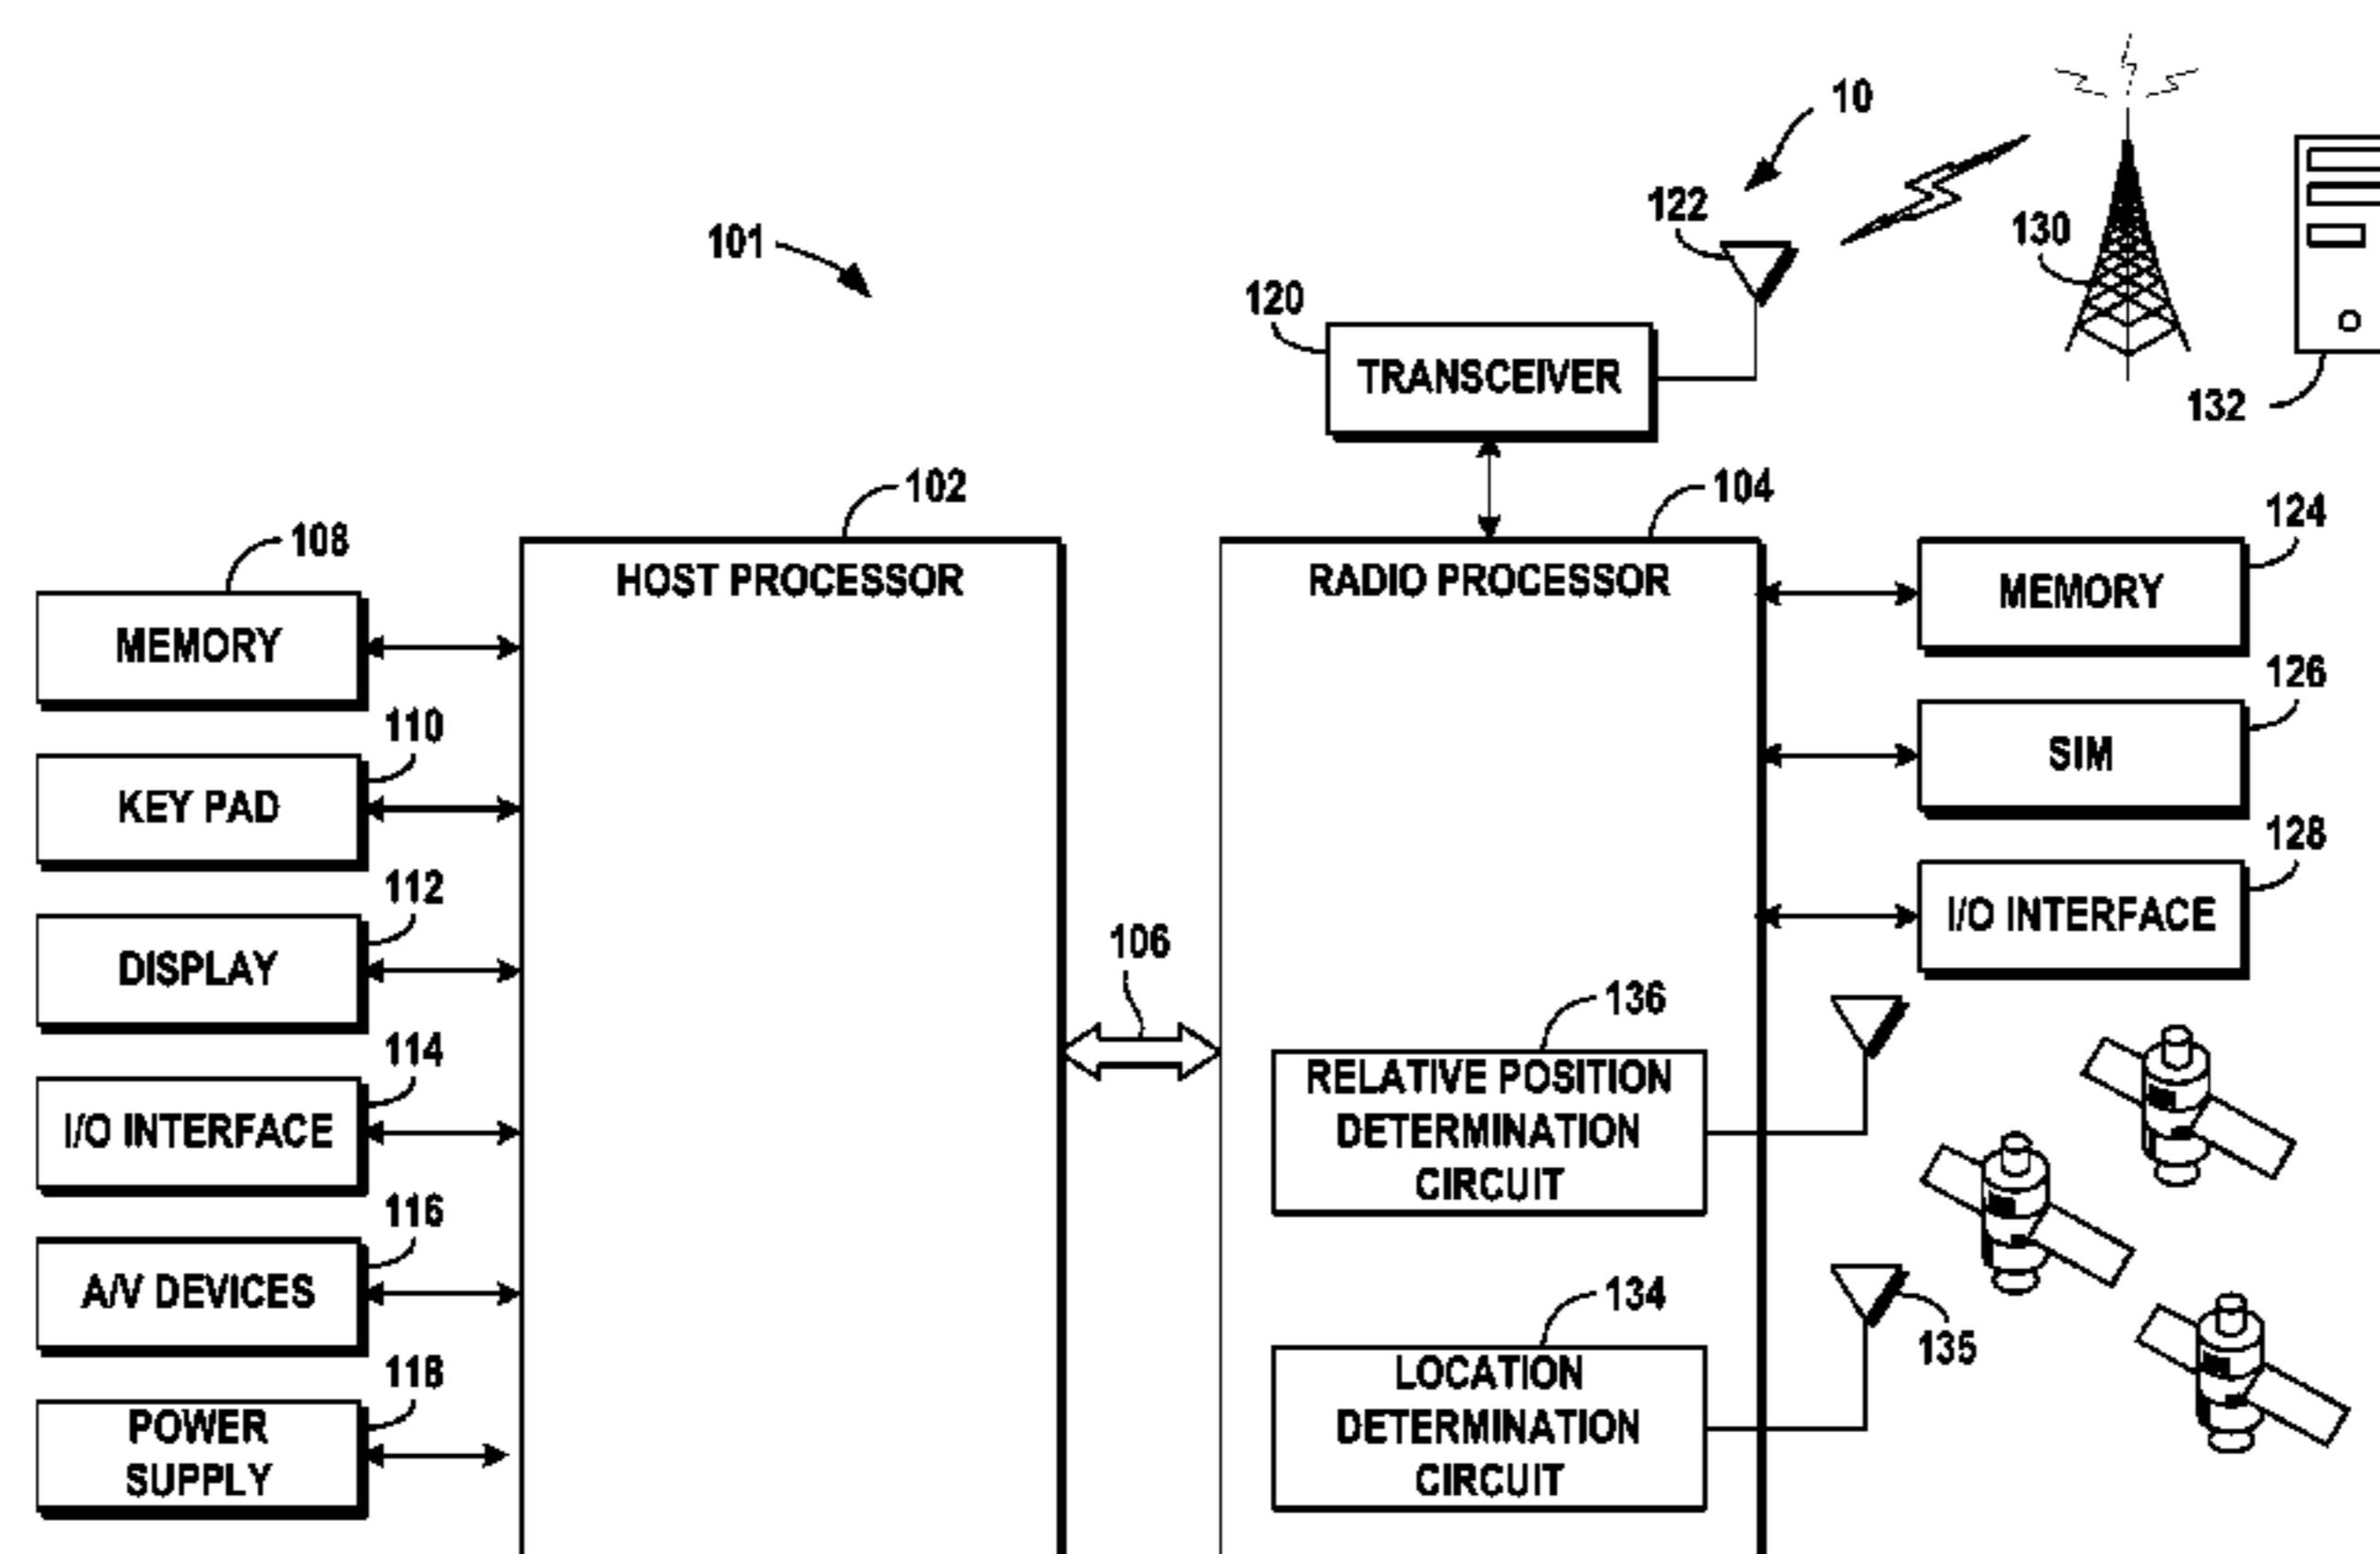 10
122
130
101
120
TRANSCEIVER
132
102
104
124
108
HOST PROCESSOR
RADIO PROCESSOR
MEMORY
MEMORY
126
110
SIM
KEY PAD
128
112
I/O INTERFACE
106
DISPLAY
136
114
RELATIVE POSITION
DETERMINATION
CIRCUIT
I/O INTERFACE
116
134
A/V DEVICES
135
118
LOCATION
DETERMINATION
CIRCUIT
POWER
SUPPLY